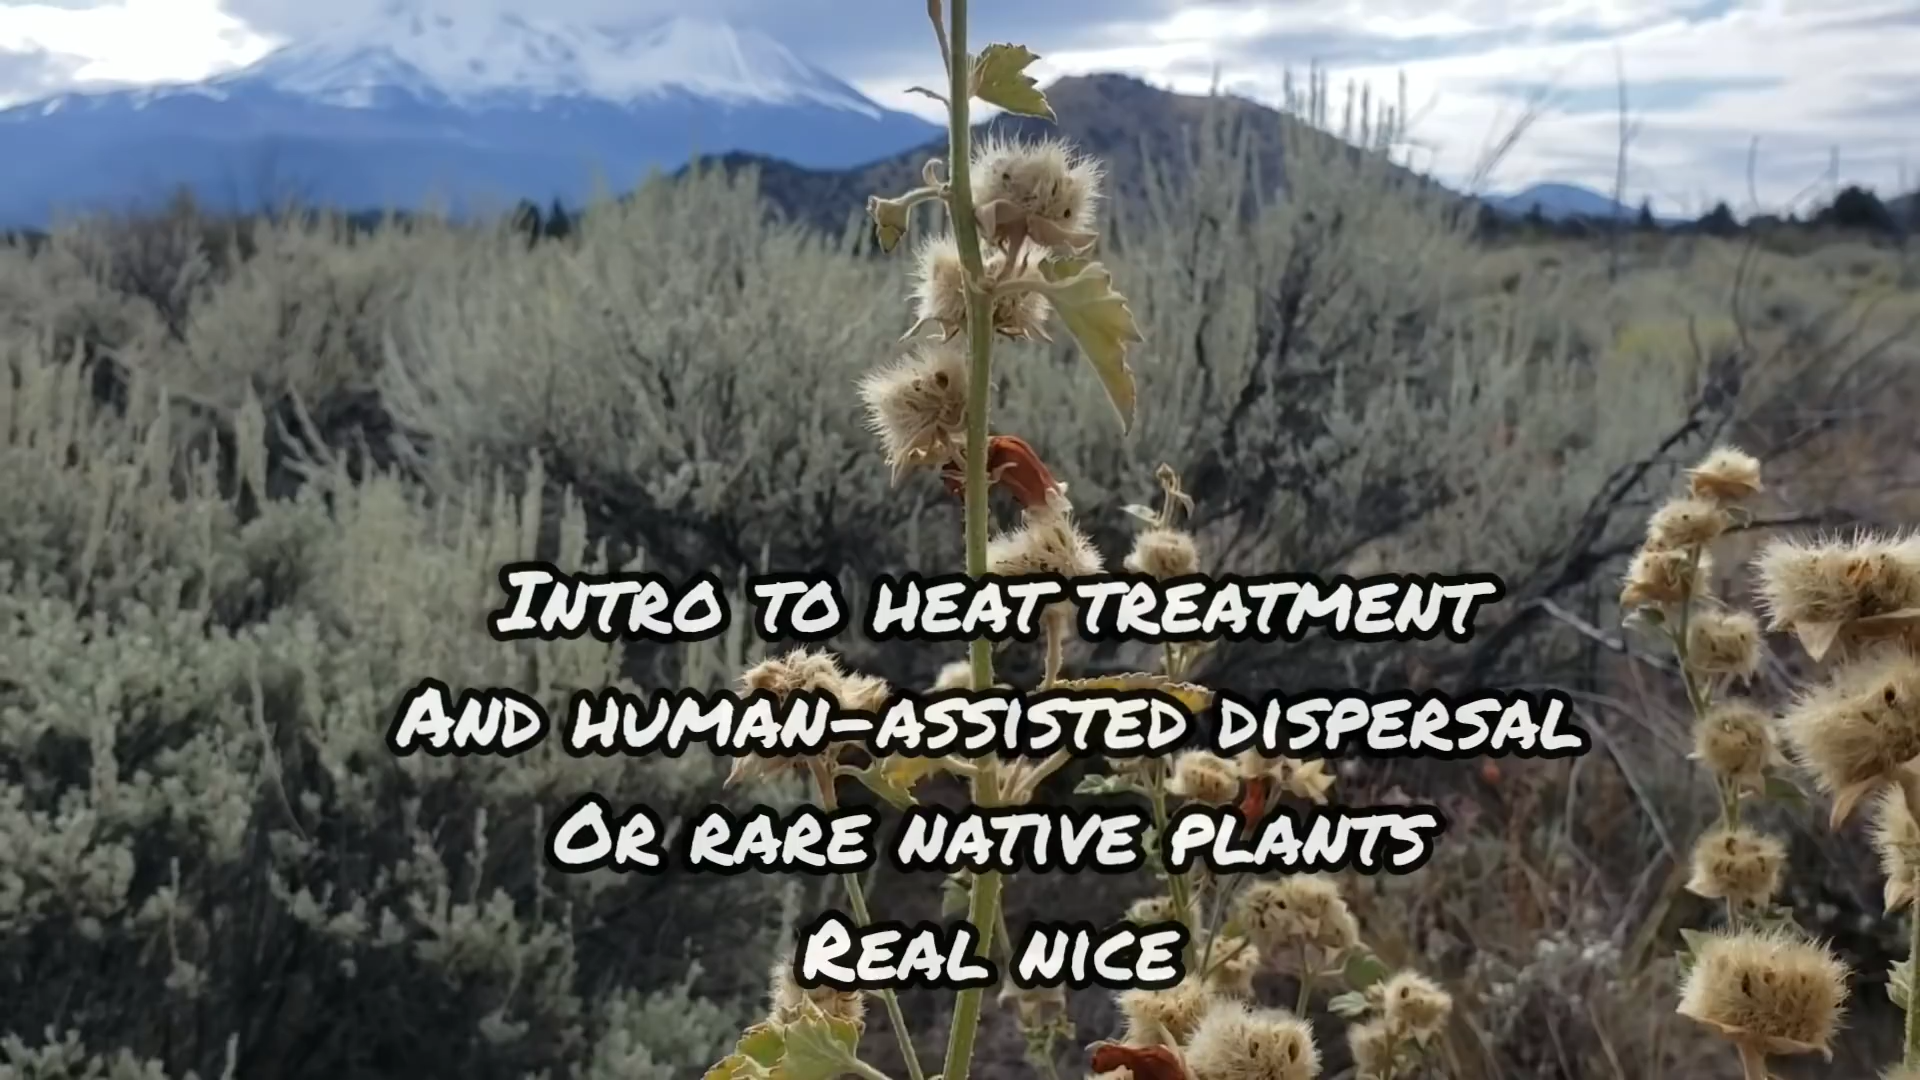 Intro to heat treatment
And human-assisted dispersal
Or rare native plants
Real nice